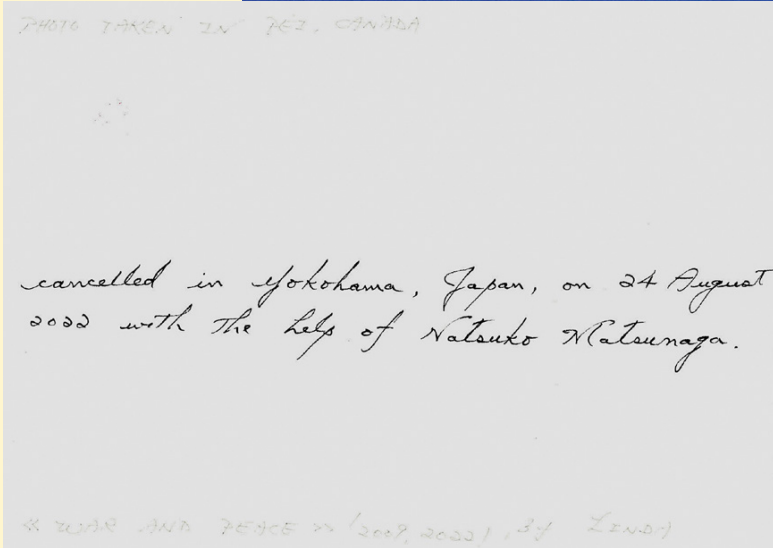 PHOTO TAKEN IN PEI, CANADA
cancelled in Yokohama, Japan, on 24 August
2022 with the help of Natsuko Matsunaga.
« WAR AND PEACE » (2009, 2022), BY LINDA